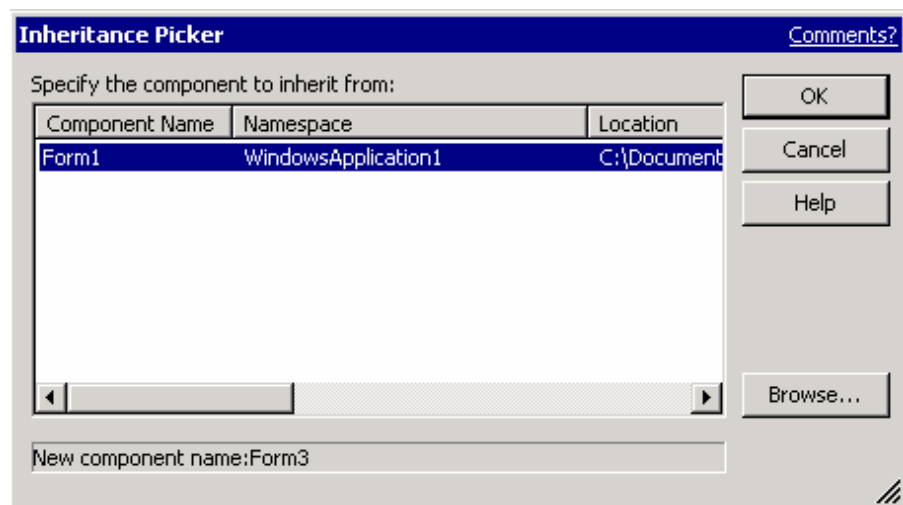 Inheritance Picker Comments?
Specify the component to inherit from:
OK
Component Name Namespace Location
Form1 WindowsApplication1 C:\Document
Cancel
Help
Browse...
New component name:Form3